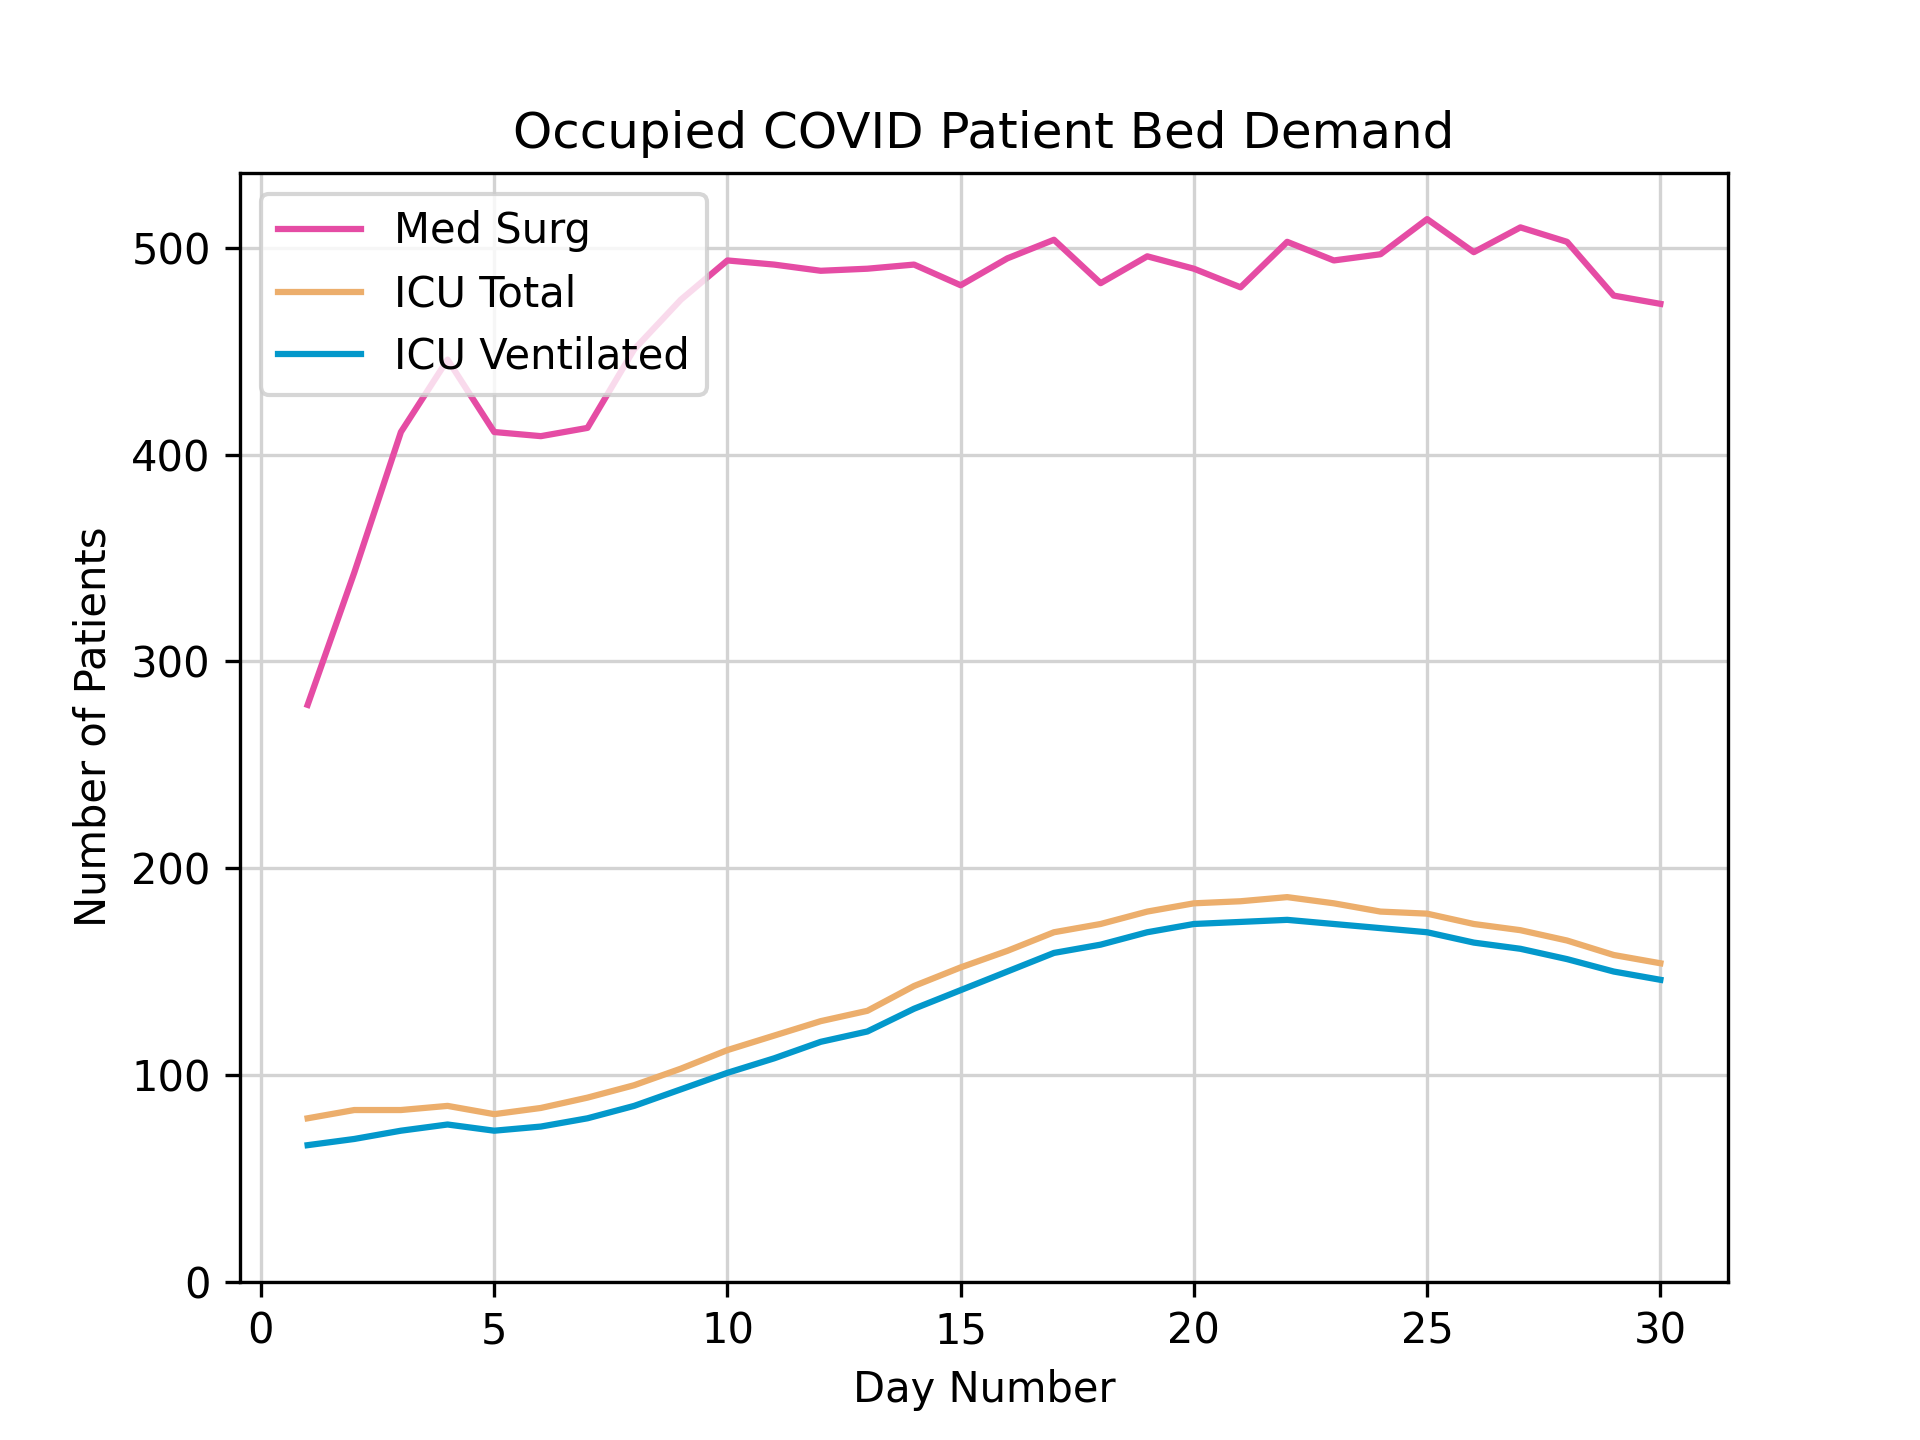 Occupied COVID Patient Bed Demand
Med Surg
ICU Total
ICU Ventilated
500
400
300
200
100
0
Number of Patients
0 5 10 15 20 25 30
Day Number